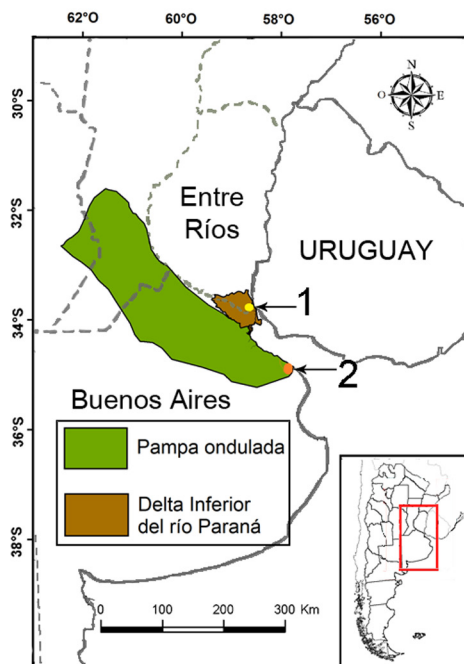 62°O 60°O 58°O 56°O
30°S
N
O E
S
32°S
Entre
Ríos
URUGUAY
1
34°S
2
Buenos Aires
36°S
Pampa ondulada
Delta Inferior
del río Paraná
38°S
0 100 200 300 Km